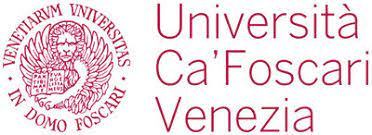 VENETIARVM VNIVERSITAS
IN DOMO FOSCARI
Università
Ca'Foscari
Venezia